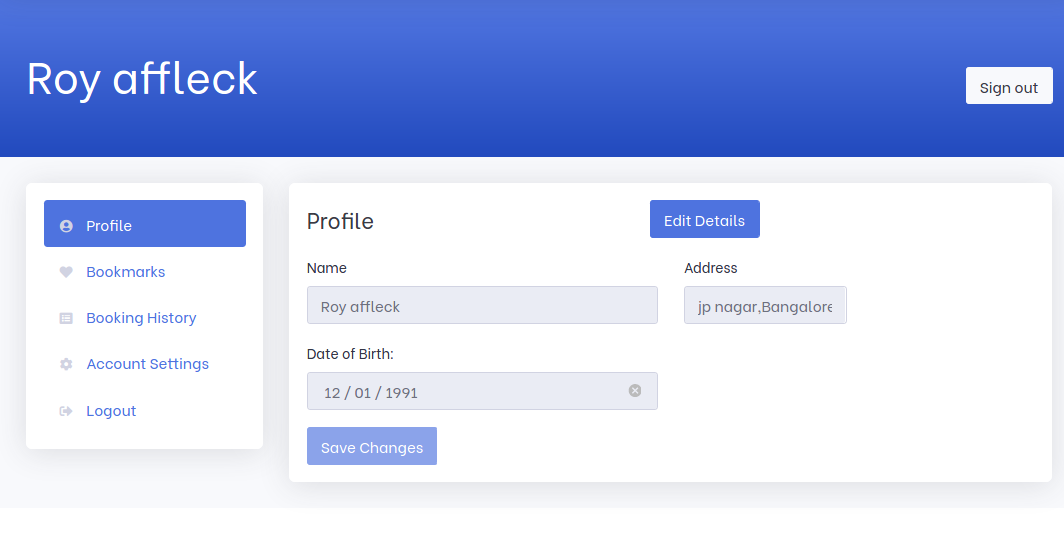 Roy affleck
Sign out
Profile
Bookmarks
Booking History
Account Settings
Logout
Profile
Edit Details
Name
Address
Roy affleck
jp nagar,Bangalore
Date of Birth:
12 / 01 / 1991
Save Changes